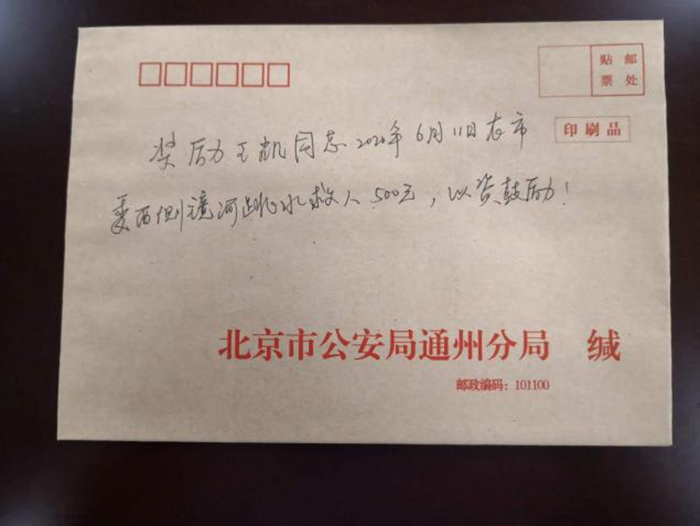 贴 邮
票 处
印刷品
奖励王凯同志2020年6月11日在市
委西侧镜河跳水救人500元，以资鼓励！
北京市公安局通州分局 缄
邮政编码：101100